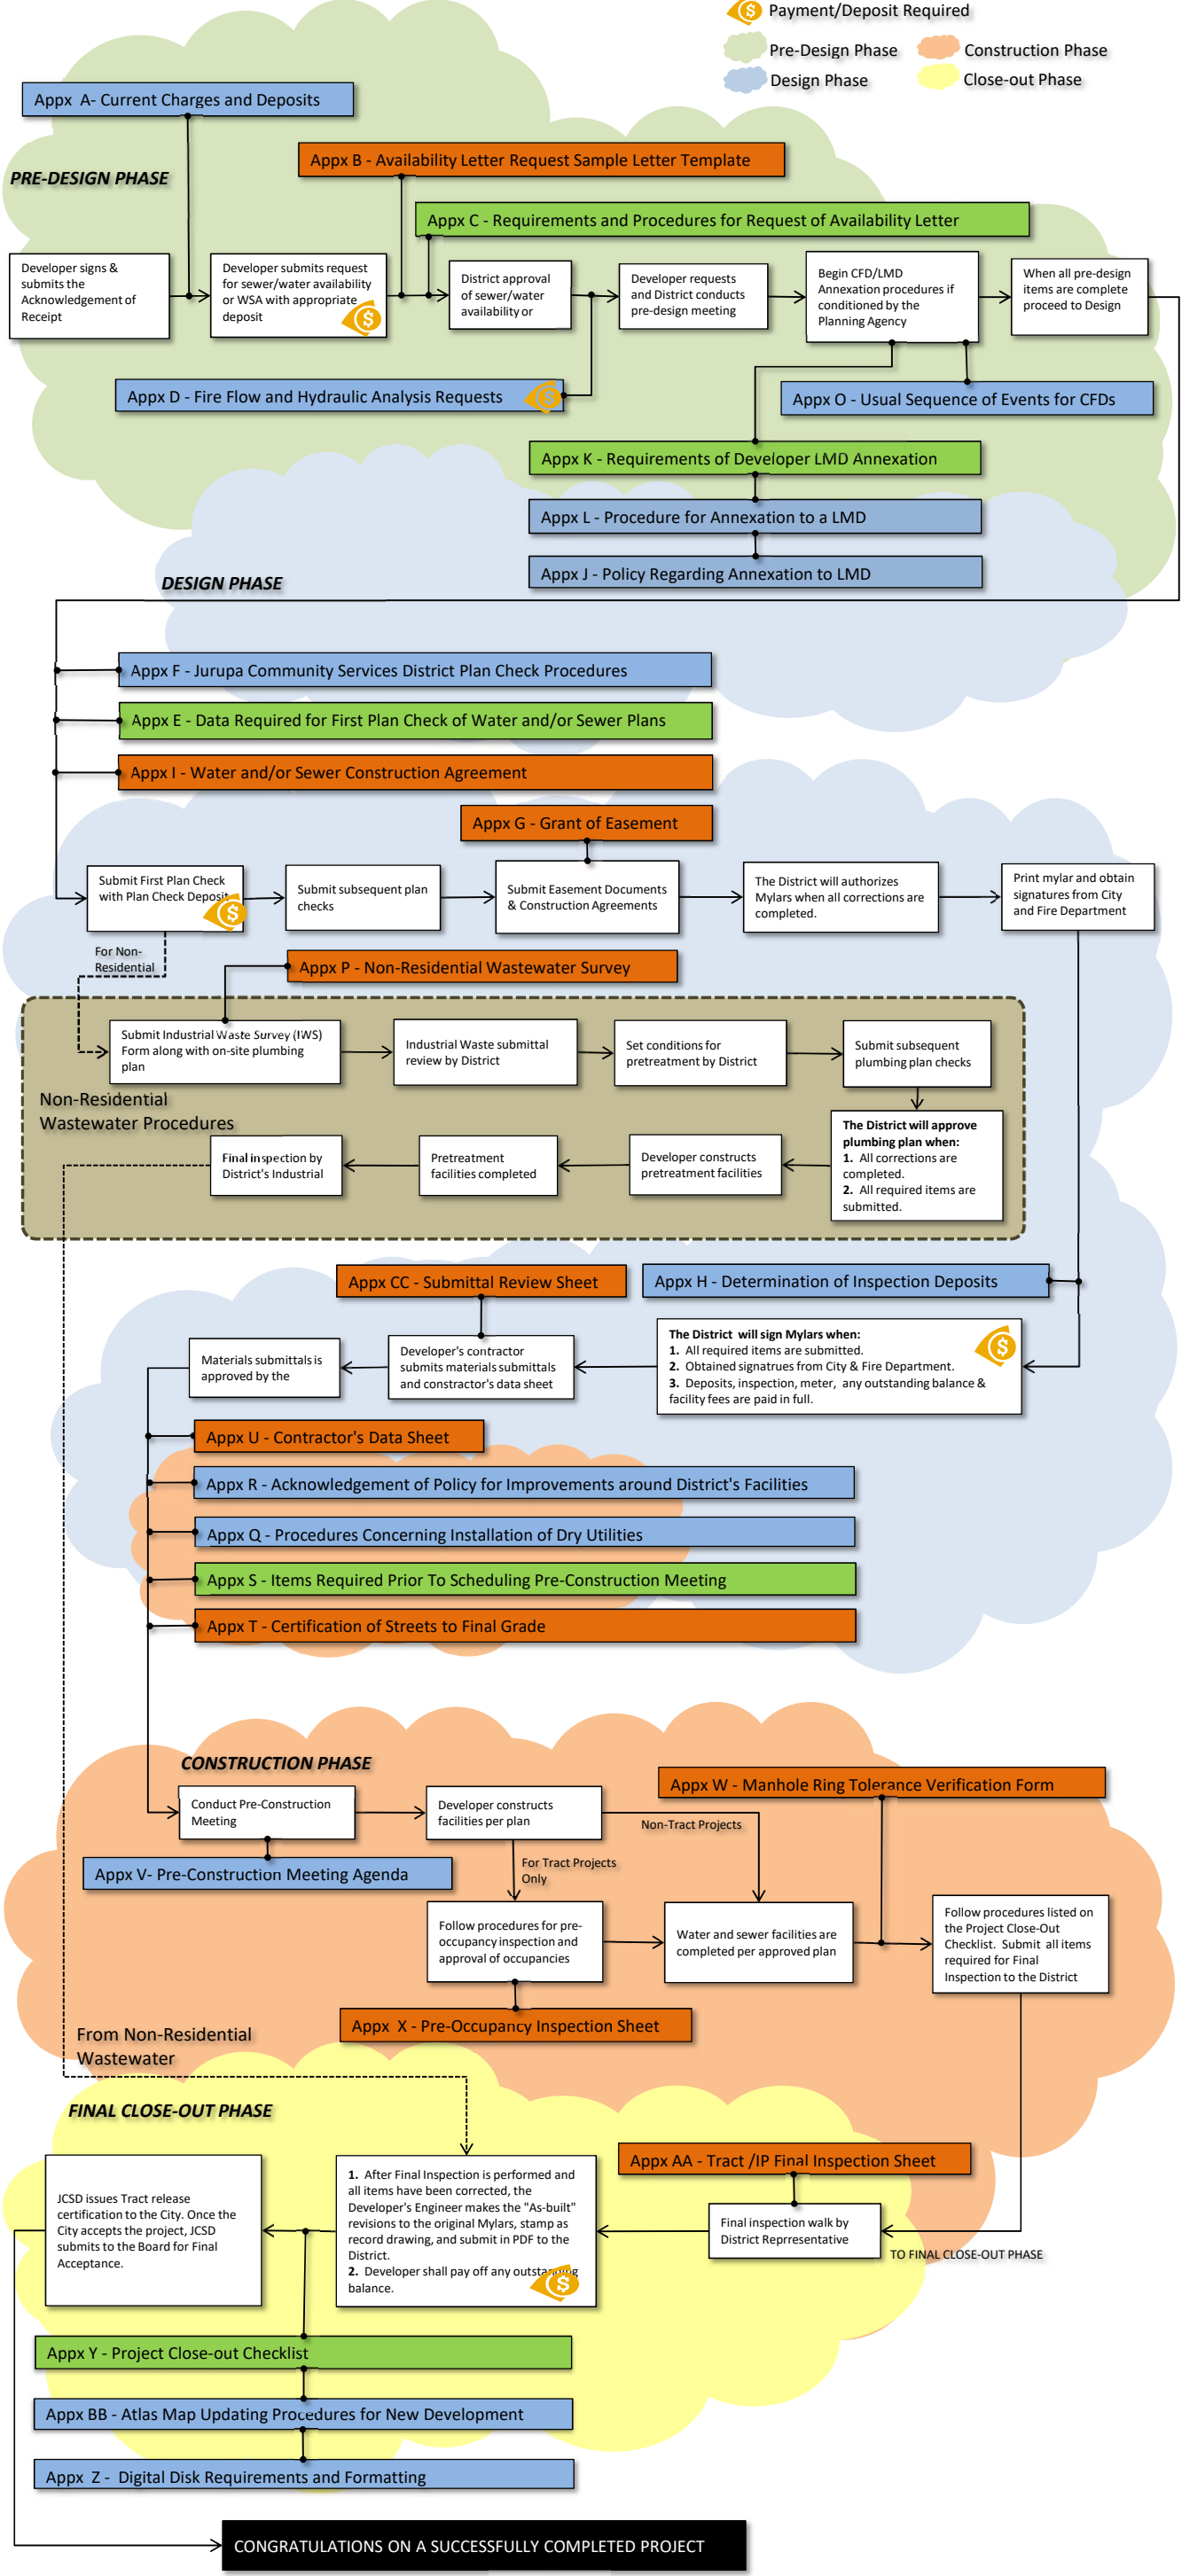 Payment/Deposit Required
Pre-Design Phase
Construction Phase
Design Phase
Close-out Phase
Appx A- Current Charges and Deposits
Appx B - Availability Letter Request Sample Letter Template
PRE-DESIGN PHASE
Appx C - Requirements and Procedures for Request of Availability Letter
Developer signs &
submits the
Acknowledgement of
Receipt
Developer submits request
for sewer/water availability
or WSA with appropriate
deposit
District approval
of sewer/water
availability or
Developer requests
and District conducts
pre-design meeting
Begin CFD/LMD
Annexation procedures if
conditioned by the
Planning Agency
When all pre-design
items are complete
proceed to Design
Appx D - Fire Flow and Hydraulic Analysis Requests
Appx O - Usual Sequence of Events for CFDs
Appx K - Requirements of Developer LMD Annexation
Appx L - Procedure for Annexation to a LMD
Appx J - Policy Regarding Annexation to LMD
DESIGN PHASE
Appx F - Jurupa Community Services District Plan Check Procedures
Appx E - Data Required for First Plan Check of Water and/or Sewer Plans
Appx I - Water and/or Sewer Construction Agreement
Appx G - Grant of Easement
Submit First Plan Check
with Plan Check Deposit
Submit subsequent plan
checks
Submit Easement Documents
& Construction Agreements
The District will authorizes
Mylars when all corrections are
completed.
Print mylar and obtain
signatures from City
and Fire Department
For Non-
Residential
Appx P - Non-Residential Wastewater Survey
Submit Industrial Waste Survey (IWS)
Form along with on-site plumbing
plan
Industrial Waste submittal
review by District
Set conditions for
pretreatment by District
Submit subsequent
plumbing plan checks
Non-Residential
Wastewater Procedures
The District will approve
plumbing plan when:
1. All corrections are
completed.
2. All required items are
submitted.
Developer constructs
pretreatment facilities
Pretreatment
facilities completed
Final inspection by
District's Industrial
Appx CC - Submittal Review Sheet
Appx H - Determination of Inspection Deposits
The District will sign Mylars when:
1. All required items are submitted.
2. Obtained signatrues from City & Fire Department.
3. Deposits, inspection, meter, any outstanding balance &
facility fees are paid in full.
Developer's contractor
submits materials submittals
and constractor's data sheet
Materials submittals is
approved by the
Appx U - Contractor's Data Sheet
Appx R - Acknowledgement of Policy for Improvements around District's Facilities
Appx Q - Procedures Concerning Installation of Dry Utilities
Appx S - Items Required Prior To Scheduling Pre-Construction Meeting
Appx T - Certification of Streets to Final Grade
CONSTRUCTION PHASE
Appx W - Manhole Ring Tolerance Verification Form
Conduct Pre-Construction
Meeting
Developer constructs
facilities per plan
Non-Tract Projects
Appx V- Pre-Construction Meeting Agenda
For Tract Projects
Only
Follow procedures for pre-
occupancy inspection and
approval of occupancies
Water and sewer facilities are
completed per approved plan
Follow procedures listed on
the Project Close-Out
Checklist. Submit all items
required for Final
Inspection to the District
Appx X - Pre-Occupancy Inspection Sheet
From Non-Residential
Wastewater
FINAL CLOSE-OUT PHASE
Appx AA - Tract /IP Final Inspection Sheet
JCSD issues Tract release
certification to the City. Once the
City accepts the project, JCSD
submits to the Board for Final
Acceptance.
1. After Final Inspection is performed and
all items have been corrected, the
Developer's Engineer makes the "As-built"
revisions to the original Mylars, stamp as
record drawing, and submit in PDF to the
District.
2. Developer shall pay off any outstanding
balance.
Final inspection walk by
District Reprrentative
TO FINAL CLOSE-OUT PHASE
Appx Y - Project Close-out Checklist
Appx BB - Atlas Map Updating Procedures for New Development
Appx Z - Digital Disk Requirements and Formatting
CONGRATULATIONS ON A SUCCESSFULLY COMPLETED PROJECT